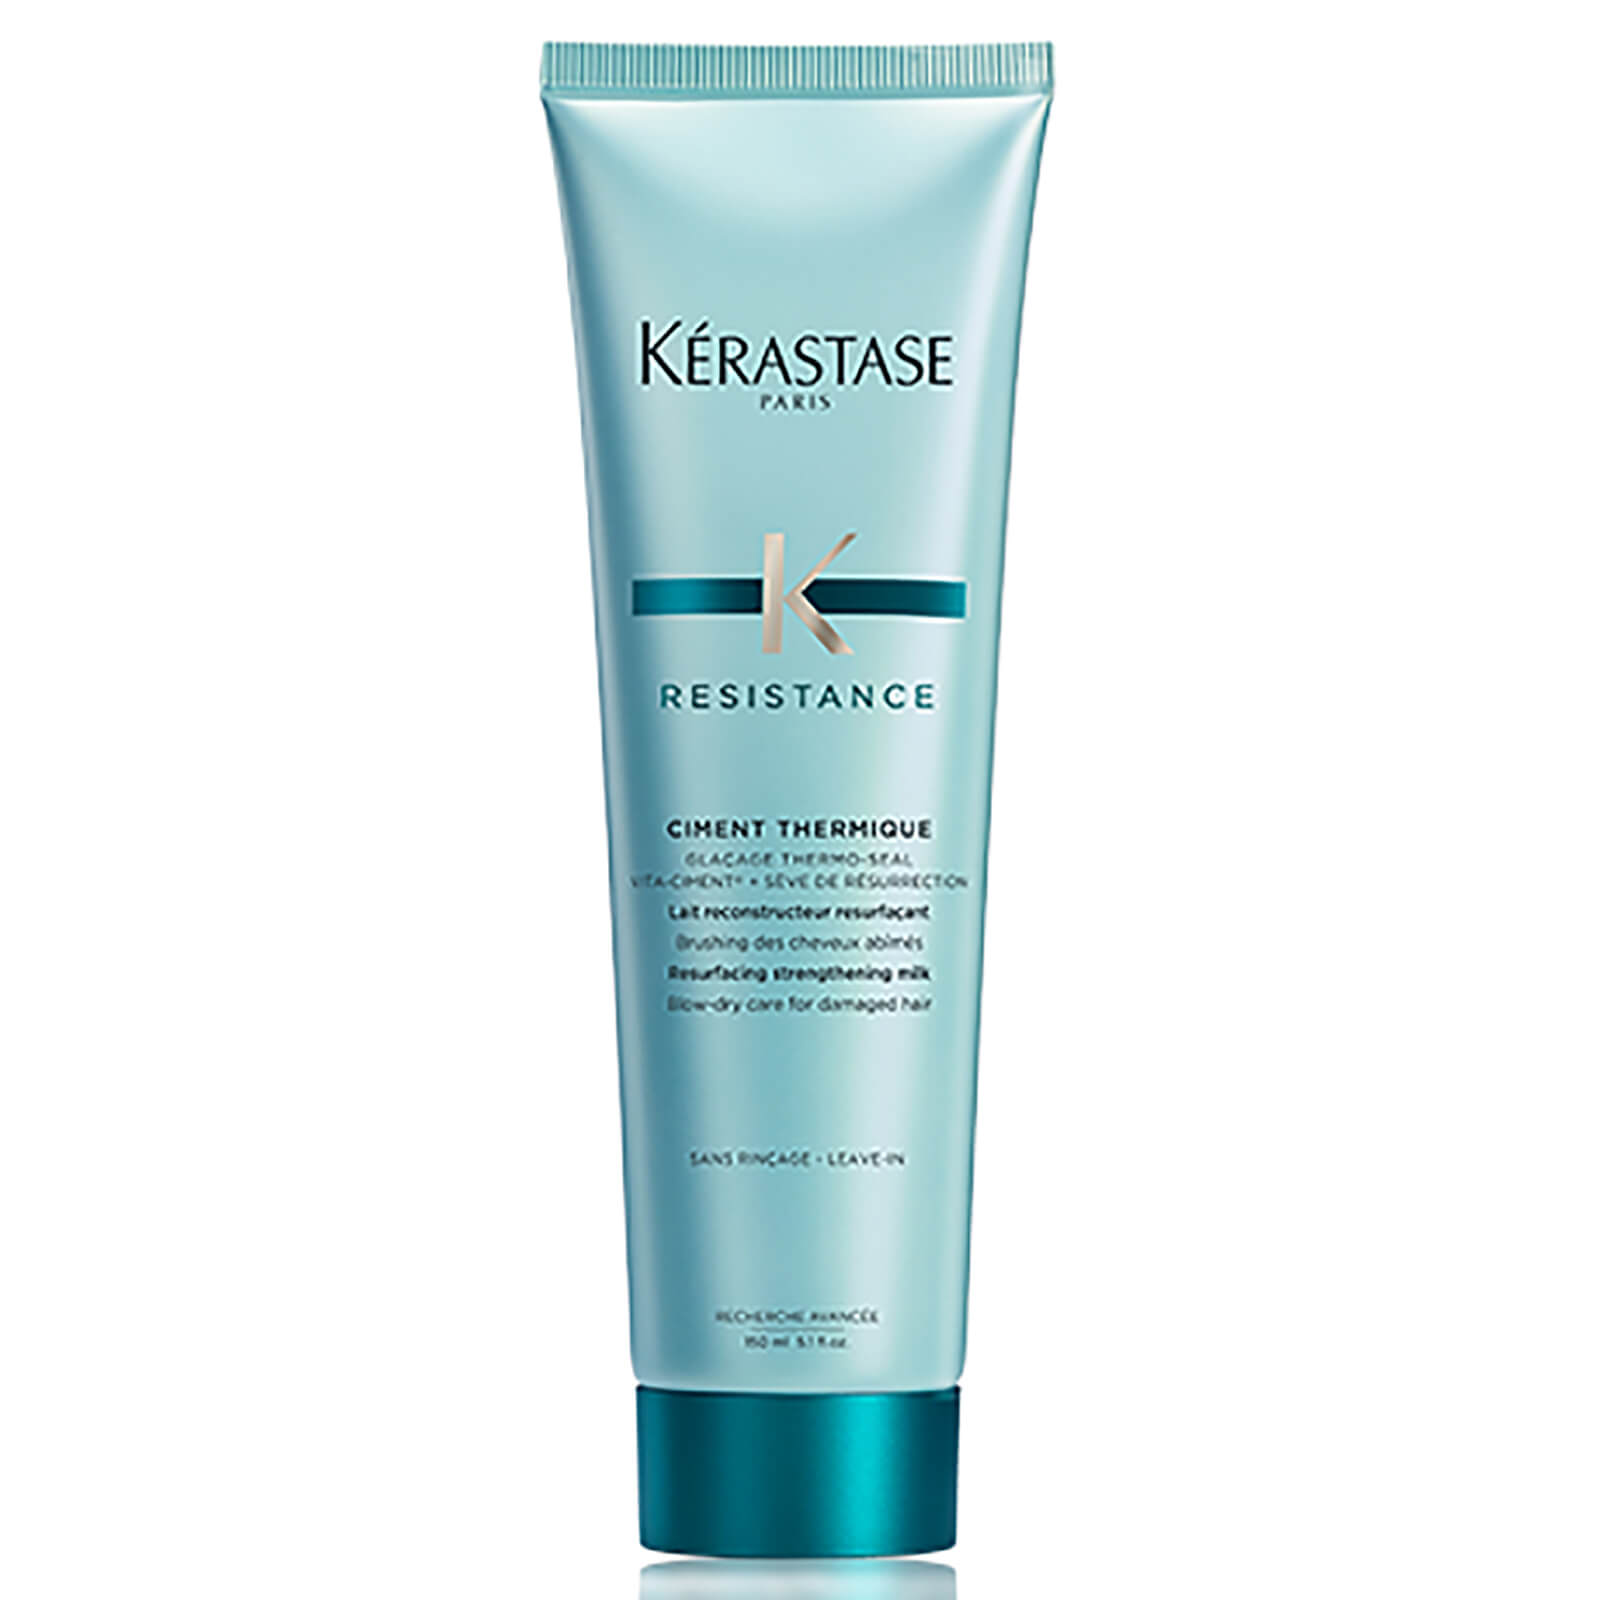 KÉRASTASE
PARIS
K
RESISTANCE
CIMENT THERMIQUE
GLAÇAGE THERMO-SEAL
VITA-CIMENT® + SÈVE DE RÉSURRECTION
Lait reconstructeur resurfaçant
Brushing des cheveux abîmés
Resurfacing strengthening milk
Blow-dry care for damaged hair
SANS RINÇAGE - LEAVE-IN
RECHERCHE AVANCÉE
150 ml 5.1 fl.oz.